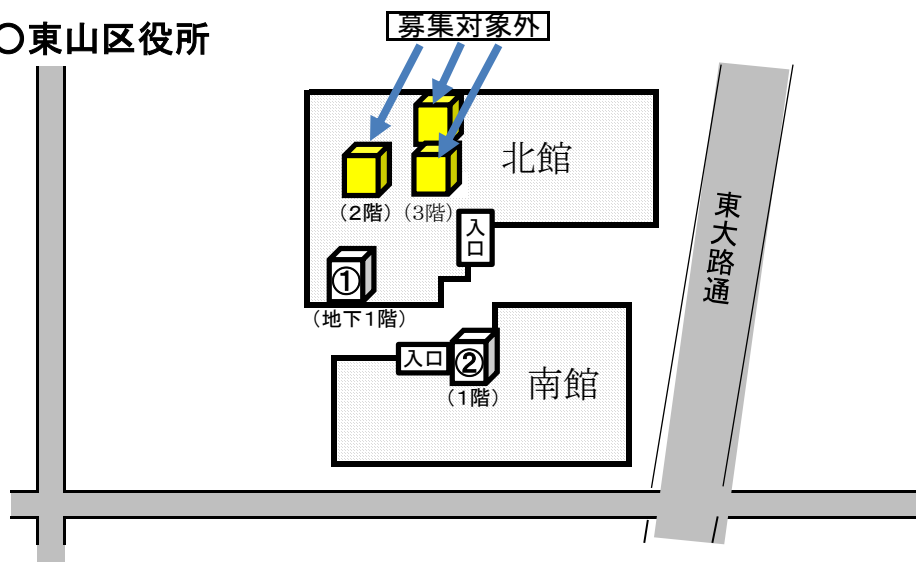 ○東山区役所
募集対象外
北館
(2階)
(3階)
入口
①
(地下1階)
東大路通
入口
②
(1階)
南館